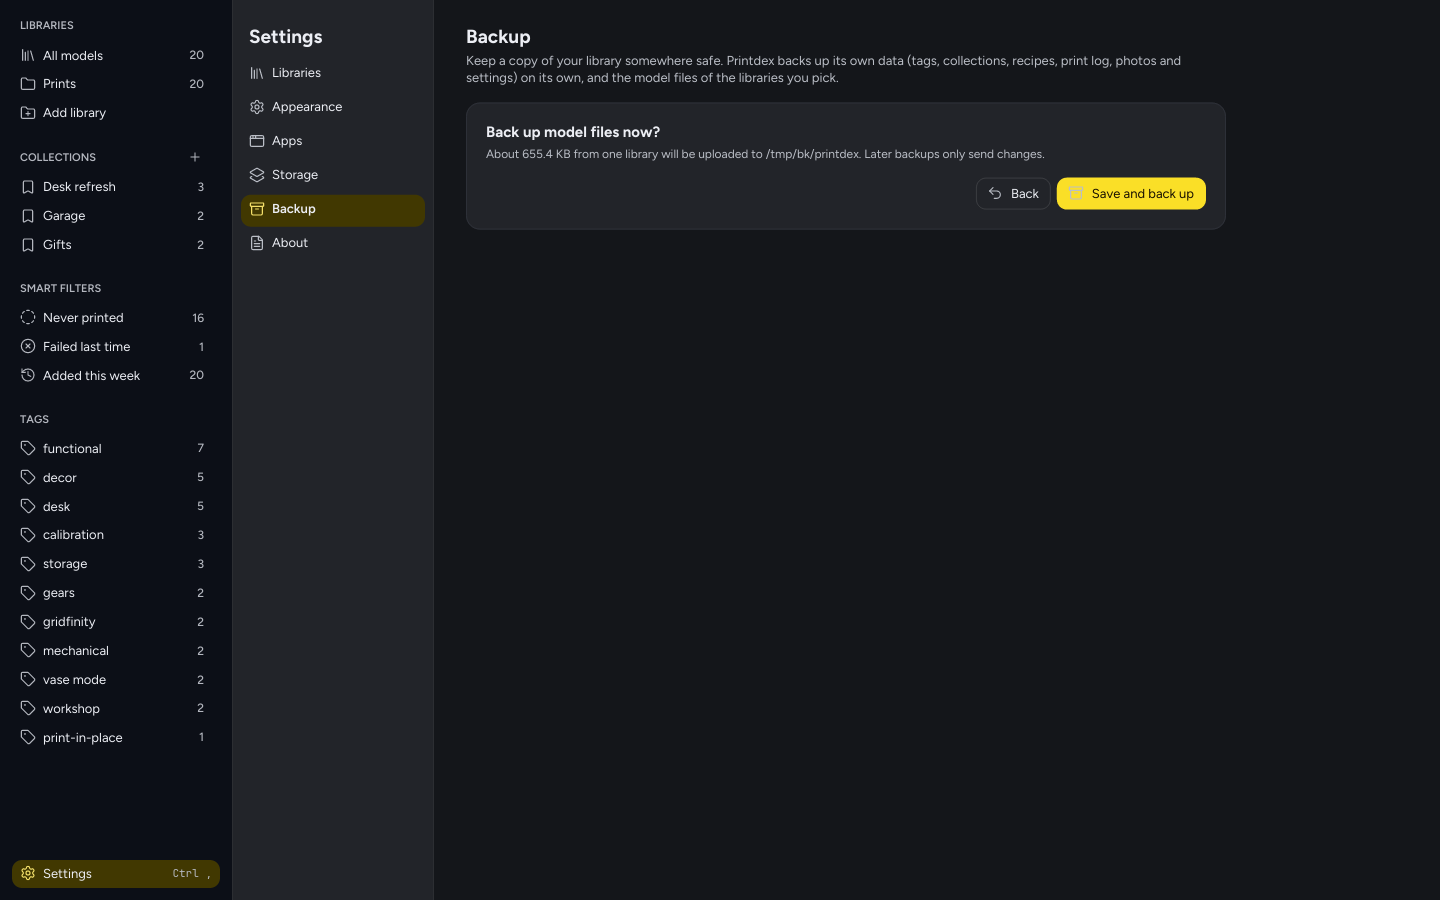 LIBRARIES
All models 20
Prints 20
Add library
COLLECTIONS
Desk refresh 3
Garage 2
Gifts 2
SMART FILTERS
Never printed 16
Failed last time 1
Added this week 20
TAGS
functional 7
decor 5
desk 5
calibration 3
storage 3
gears 2
gridfinity 2
mechanical 2
vase mode 2
workshop 2
print-in-place 1
Settings Ctrl ,
Settings
Libraries
Appearance
Apps
Storage
Backup
About
Backup
Keep a copy of your library somewhere safe. Printdex backs up its own data (tags, collections, recipes, print log, photos and
settings) on its own, and the model files of the libraries you pick.
Back up model files now?
About 655.4 KB from one library will be uploaded to /tmp/bk/printdex. Later backups only send changes.
Back
Save and back up